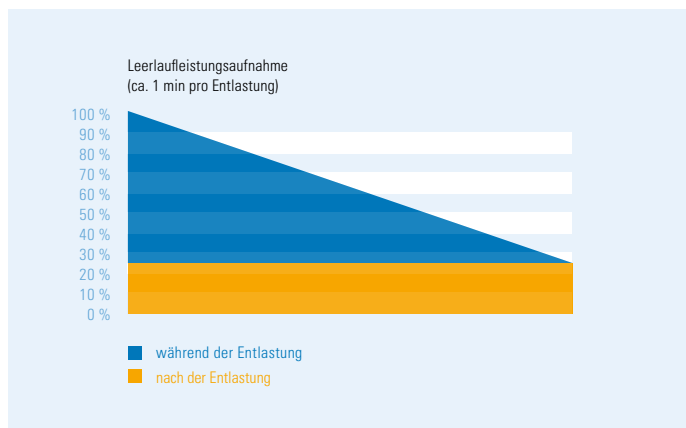 Leerlaufleistungsaufnahme
(ca. 1 min pro Entlastung)
100 %
90 %
80 %
70 %
60 %
50 %
40 %
30 %
20 %
10 %
0 %
während der Entlastung
nach der Entlastung